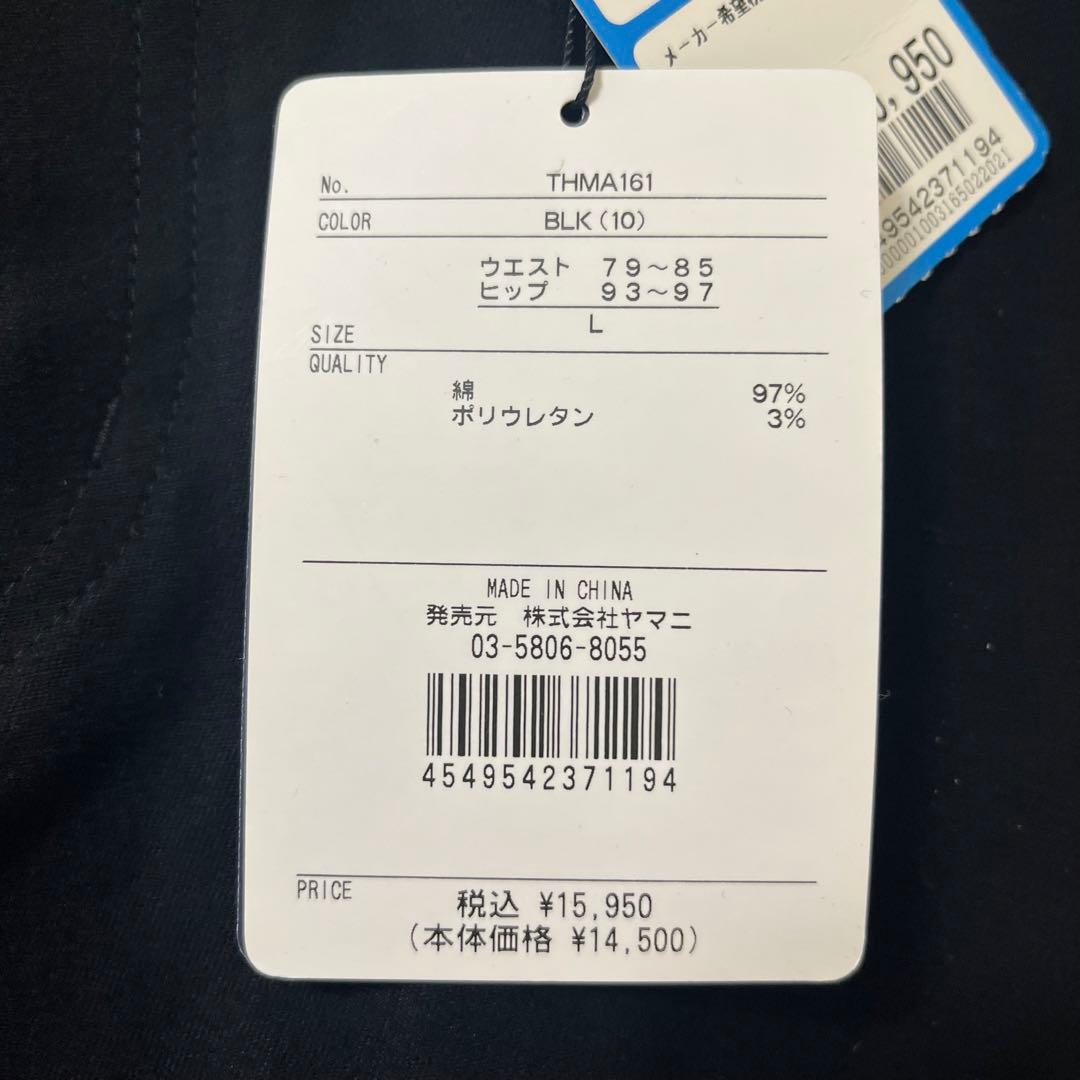 メーカー希望
,950
49542371194
000001003165022021
No. THMA161
COLOR BLK(10)
ウエスト 79～85
ヒップ 93～97
SIZE L
QUALITY
綿 97%
ポリウレタン 3%
MADE IN CHINA
発売元 株式会社ヤマニ
03-5806-8055
4549542371194
PRICE
税込 ¥15,950
(本体価格 ¥14,500)